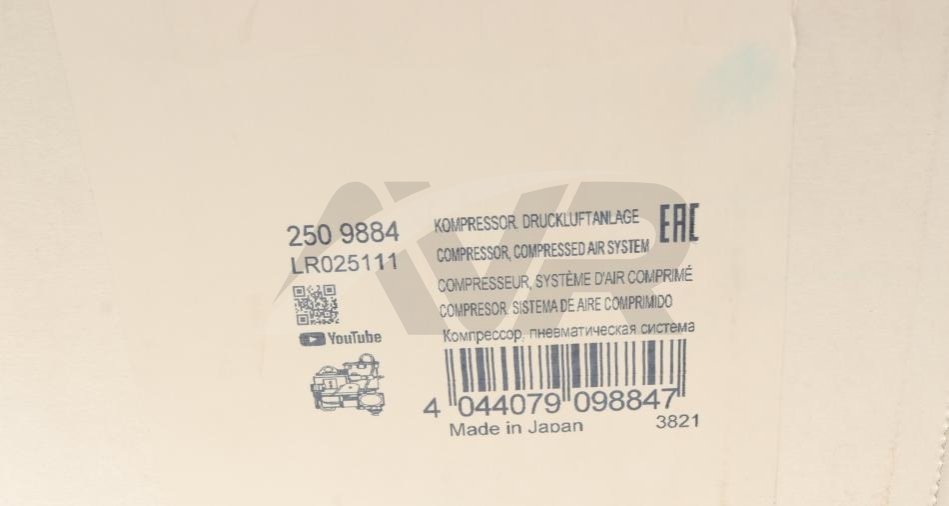 250 9884
LR025111
YouTube
KOMPRESSOR. DRUCKLUFTANLAGE
COMPRESSOR, COMPRESSED AIR SYSTEM
COMPRESSEUR, SYSTÈME D'AIR COMPRIMÉ
COMPRESOR. SISTEMA DE AIRE COMPRIMIDO
Компрессор, пневматическая система
EAC
4 044079 098847
Made in Japan
3821
AVR